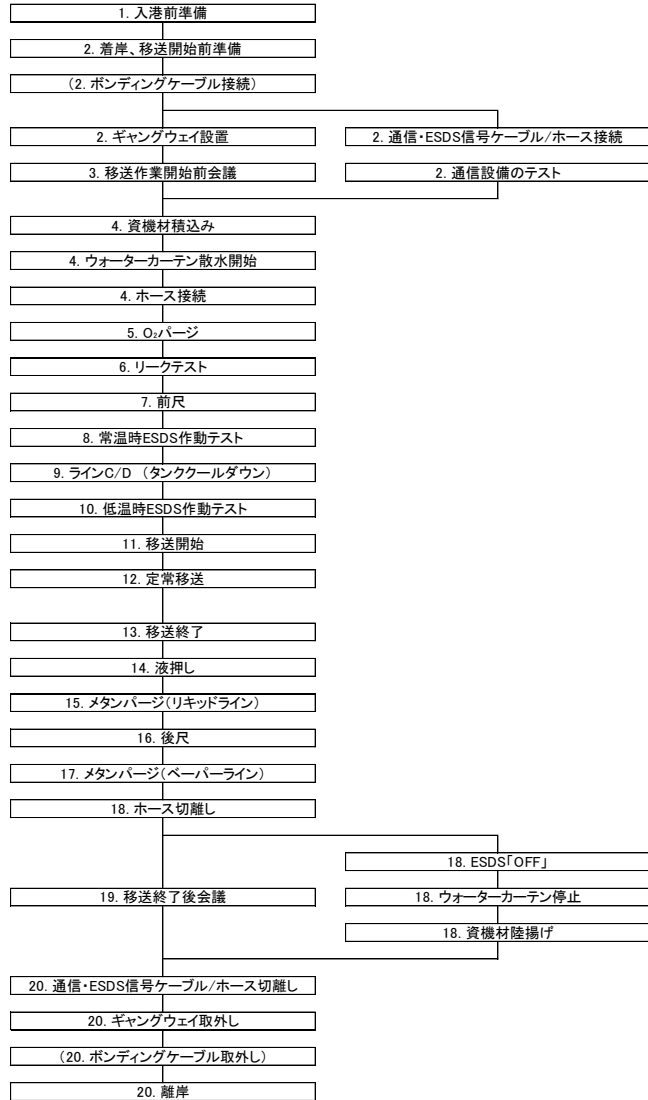 1. 入港前準備
2. 着岸、移送開始前準備
(2. ボンディングケーブル接続)
2. ギャングウェイ設置
2. 通信・ESDS信号ケーブル/ホース接続
3. 移送作業開始前会議
2. 通信設備のテスト
4. 資機材積込み
4. ウォーターカーテン散水開始
4. ホース接続
5. O₂パージ
6. リークテスト
7. 前尺
8. 常温時ESDS作動テスト
9. ラインC/D (タンククールダウン)
10. 低温時ESDS作動テスト
11. 移送開始
12. 定常移送
13. 移送終了
14. 液押し
15. メタンパージ(リキッドライン)
16. 後尺
17. メタンパージ(ベーパーライン)
18. ホース切離し
18. ESDS「OFF」
19. 移送終了後会議
18. ウォーターカーテン停止
18. 資機材陸揚げ
20. 通信・ESDS信号ケーブル/ホース切離し
20. ギャングウェイ取外し
(20. ボンディングケーブル取外し)
20. 離岸